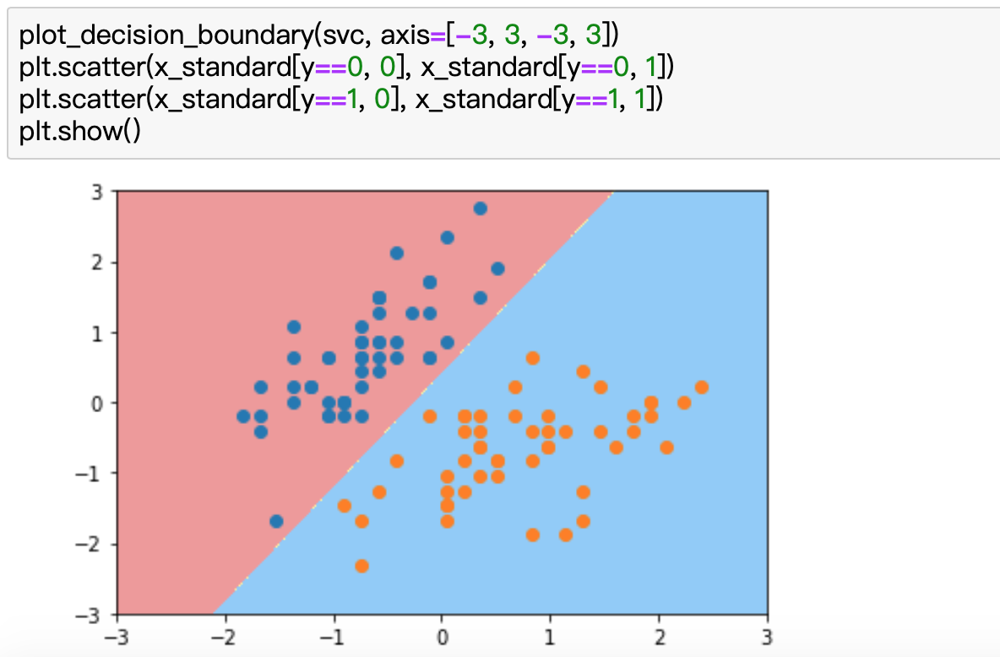 plot_decision_boundary(svc, axis=[-3, 3, -3, 3])
plt.scatter(x_standard[y==0, 0], x_standard[y==0, 1])
plt.scatter(x_standard[y==1, 0], x_standard[y==1, 1])
plt.show()
3
2
1
0
−1
−2
−3
−3 −2 −1 0 1 2 3